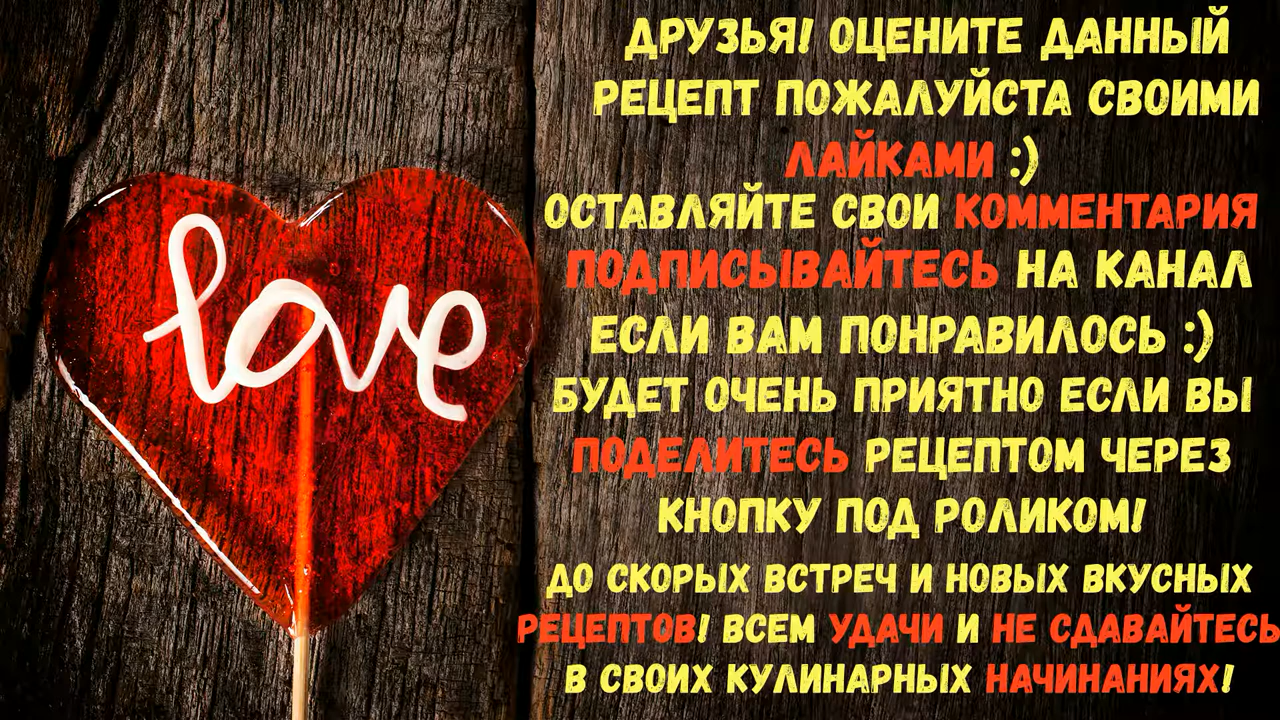 love
ДРУЗЬЯ! ОЦЕНИТЕ ДАННЫЙ
РЕЦЕПТ ПОЖАЛУЙСТА СВОИМИ
ЛАЙКАМИ :)
ОСТАВЛЯЙТЕ СВОИ КОММЕНТАРИЯ
ПОДПИСЫВАЙТЕСЬ НА КАНАЛ
ЕСЛИ ВАМ ПОНРАВИЛОСЬ :)
БУДЕТ ОЧЕНЬ ПРИЯТНО ЕСЛИ ВЫ
ПОДЕЛИТЕСЬ РЕЦЕПТОМ ЧЕРЕЗ
КНОПКУ ПОД РОЛИКОМ!
ДО СКОРЫХ ВСТРЕЧ И НОВЫХ ВКУСНЫХ
РЕЦЕПТОВ! ВСЕМ УДАЧИ И НЕ СДАВАЙТЕСЬ
В СВОИХ КУЛИНАРНЫХ НАЧИНАНИЯХ!